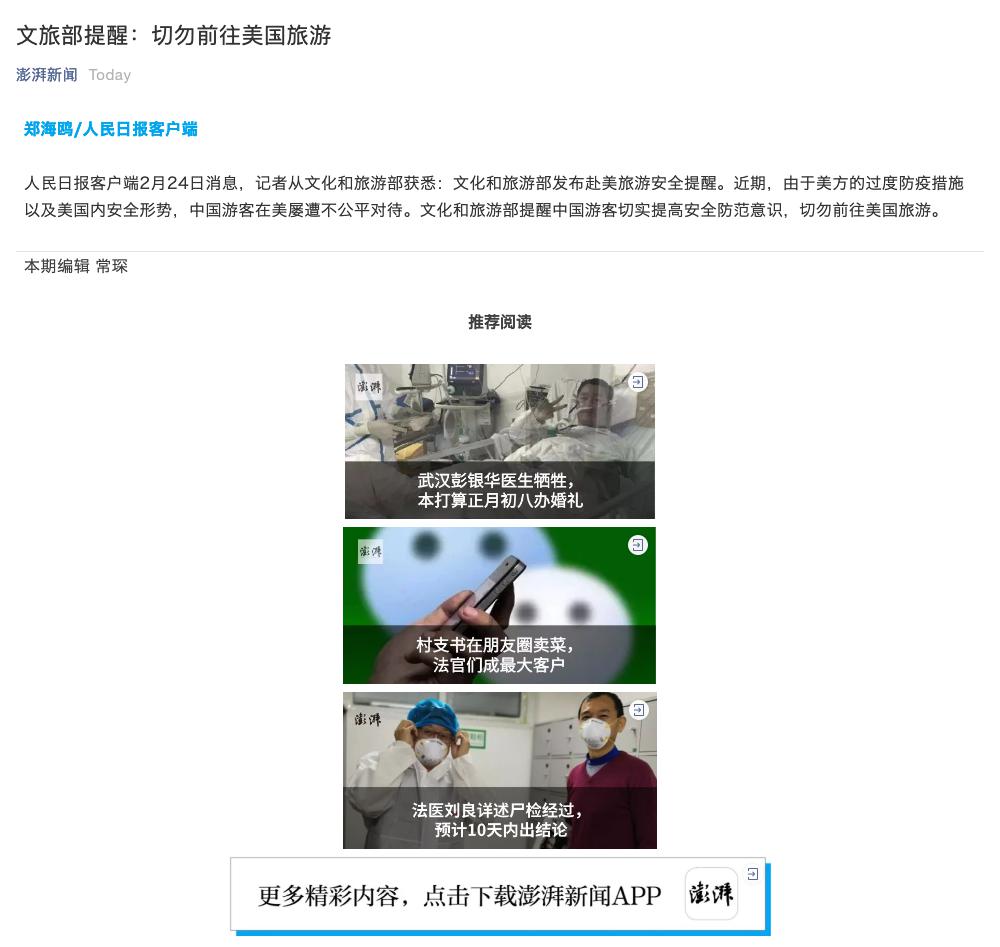 文旅部提醒：切勿前往美国旅游
澎湃新闻 Today
郑海鸥/人民日报客户端
人民日报客户端2月24日消息，记者从文化和旅游部获悉：文化和旅游部发布赴美旅游安全提醒。近期，由于美方的过度防疫措施
以及美国内安全形势，中国游客在美屡遭不公平对待。文化和旅游部提醒中国游客切实提高安全防范意识，切勿前往美国旅游。
本期编辑 常琛
推荐阅读
澎湃
武汉彭银华医生牺牲，
本打算正月初八办婚礼
澎湃
村支书在朋友圈卖菜，
法官们成最大客户
澎湃
法医刘良详述尸检经过，
预计10天内出结论
更多精彩内容，点击下载澎湃新闻APP
澎湃